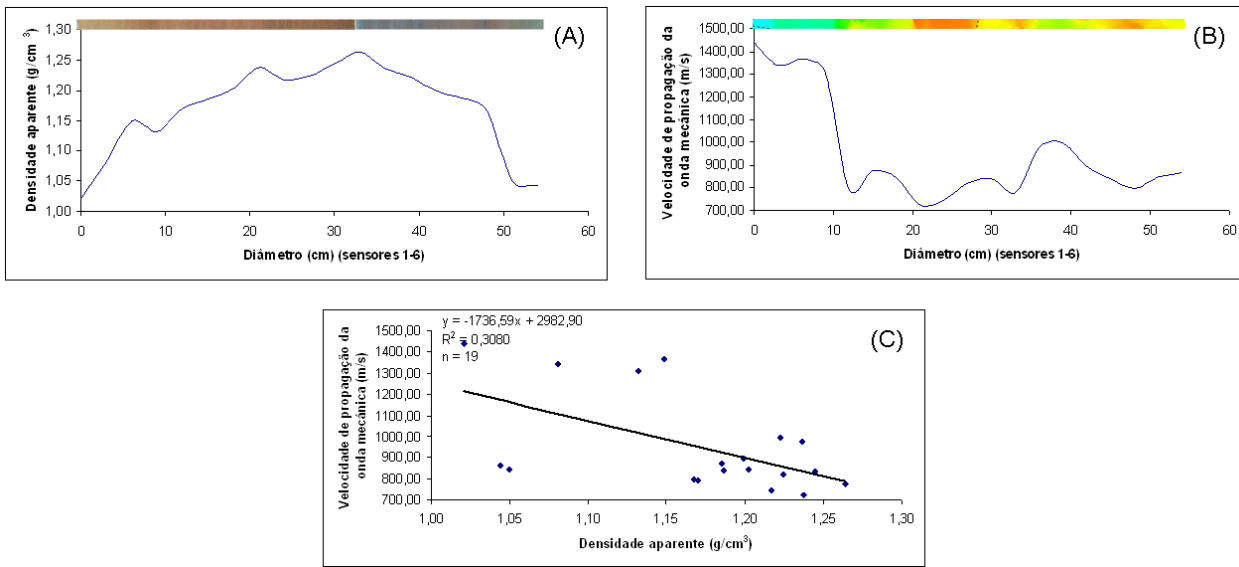 (A)
Densidade aparente (g/cm³)
1,30
1,25
1,20
1,15
1,10
1,05
1,00
0 10 20 30 40 50 60
Diâmetro (cm) (sensores 1-6)
(B)
Velocidade de propagação da
onda mecânica (m/s)
1500,00
1400,00
1300,00
1200,00
1100,00
1000,00
900,00
800,00
700,00
0 10 20 30 40 50 60
Diâmetro (cm) (sensores 1-6)
(C)
y = -1736,59x + 2982,90
R² = 0,3080
n = 19
Velocidade de propagação da
onda mecânica (m/s)
1500,00
1400,00
1300,00
1200,00
1100,00
1000,00
900,00
800,00
700,00
1,00 1,05 1,10 1,15 1,20 1,25 1,30
Densidade aparente (g/cm³)